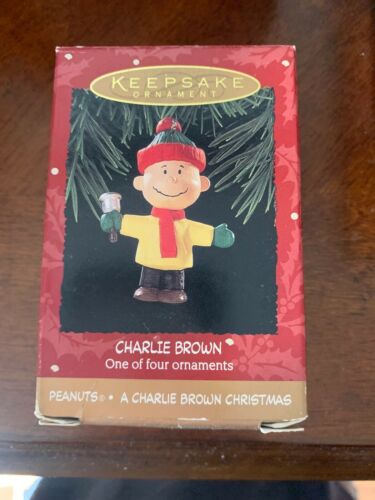 KEEPSAKE
ORNAMENT
CHARLIE BROWN
One of four ornaments
PEANUTS® • A CHARLIE BROWN CHRISTMAS